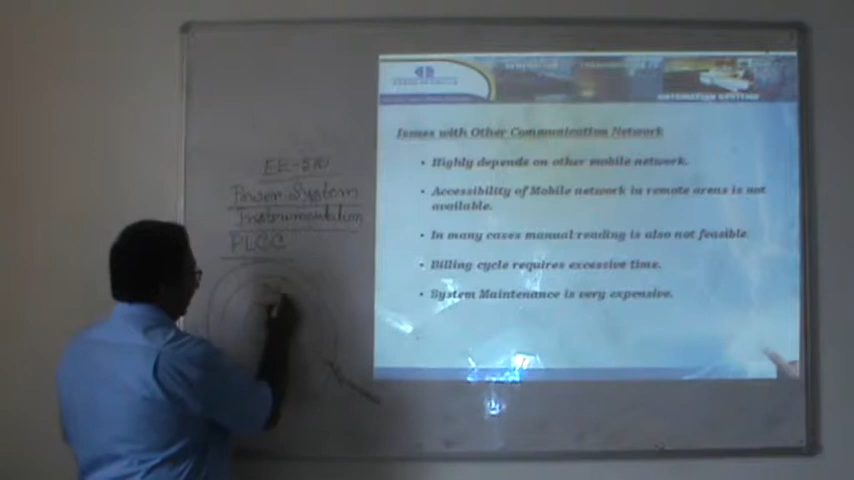 EE-510
Power System
Instrumentation
PLCC
AUTOMATION SYSTEMS
Issues with Other Communication Network
• Highly depends on other mobile network.
• Accessibility of Mobile network in remote areas is not
available.
• In many cases manual reading is also not feasible
• Billing cycle requires excessive time.
• System Maintenance is very expensive.